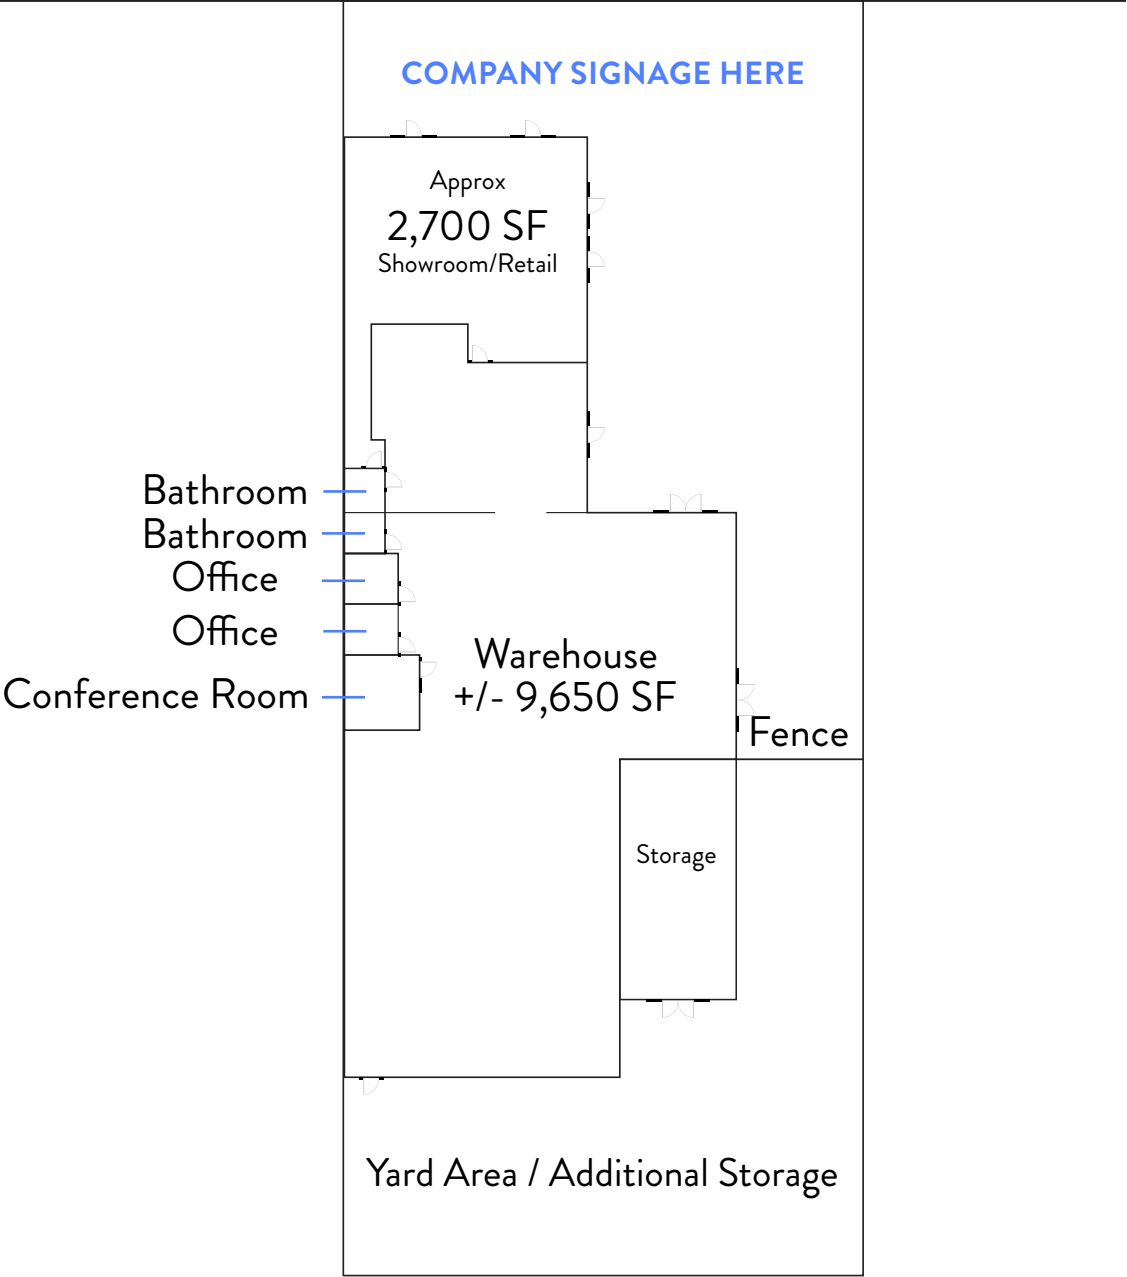 COMPANY SIGNAGE HERE
Approx
2,700 SF
Showroom/Retail
Bathroom
Bathroom
Office
Office
Conference Room
Warehouse
+/- 9,650 SF
Fence
Storage
Yard Area / Additional Storage